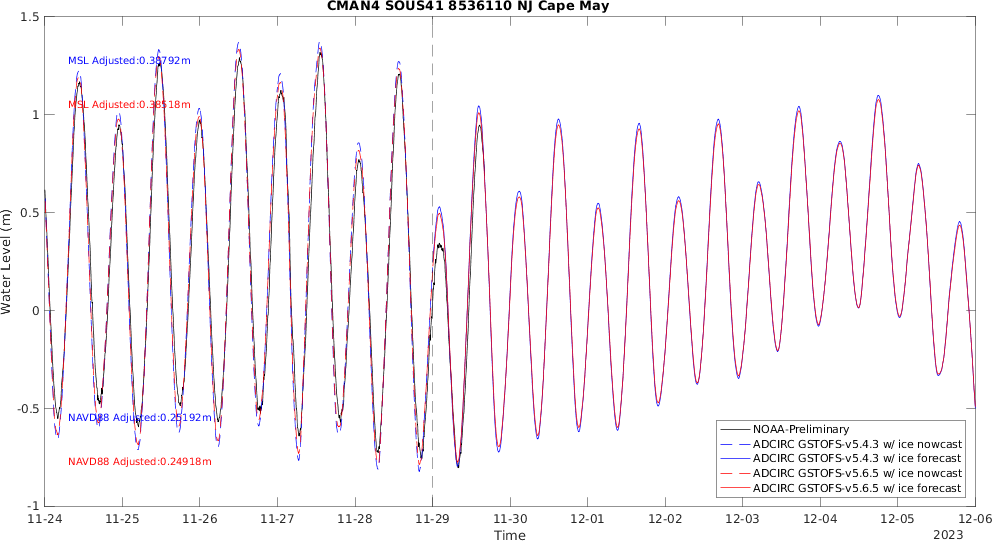 CMAN4 SOUS41 8536110 NJ Cape May
1.5
MSL Adjusted:0.38792m
MSL Adjusted:0.38518m
1
0.5
Water Level (m)
0
-0.5
NAVD88 Adjusted:0.25192m
NAVD88 Adjusted:0.24918m
NOAA-Preliminary
ADCIRC GSTOFS-v5.4.3 w/ ice nowcast
ADCIRC GSTOFS-v5.4.3 w/ ice forecast
ADCIRC GSTOFS-v5.6.5 w/ ice nowcast
ADCIRC GSTOFS-v5.6.5 w/ ice forecast
-1
11-24 11-25 11-26 11-27 11-28 11-29 11-30 12-01 12-02 12-03 12-04 12-05 12-06
Time
2023